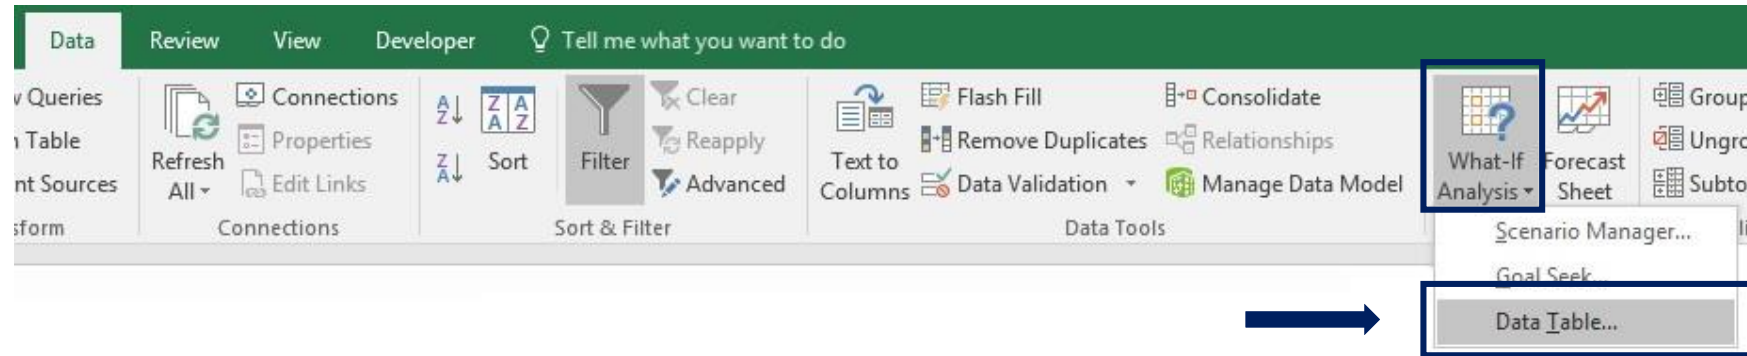 Data Review View Developer Tell me what you want to do
Queries
Connections
Properties
Edit Links
Table
nt Sources
Refresh
All
Connections
A
Z
Z
A
Z A
A Z
Sort
Filter
Clear
Reapply
Advanced
Sort & Filter
Text to
Columns
Flash Fill
Remove Duplicates
Data Validation
Consolidate
Relationships
Manage Data Model
Data Tools
What-If
Analysis
Forecast
Sheet
Group
Ungro
Subto
sform
Scenario Manager...
Goal Seek...
Data Table...